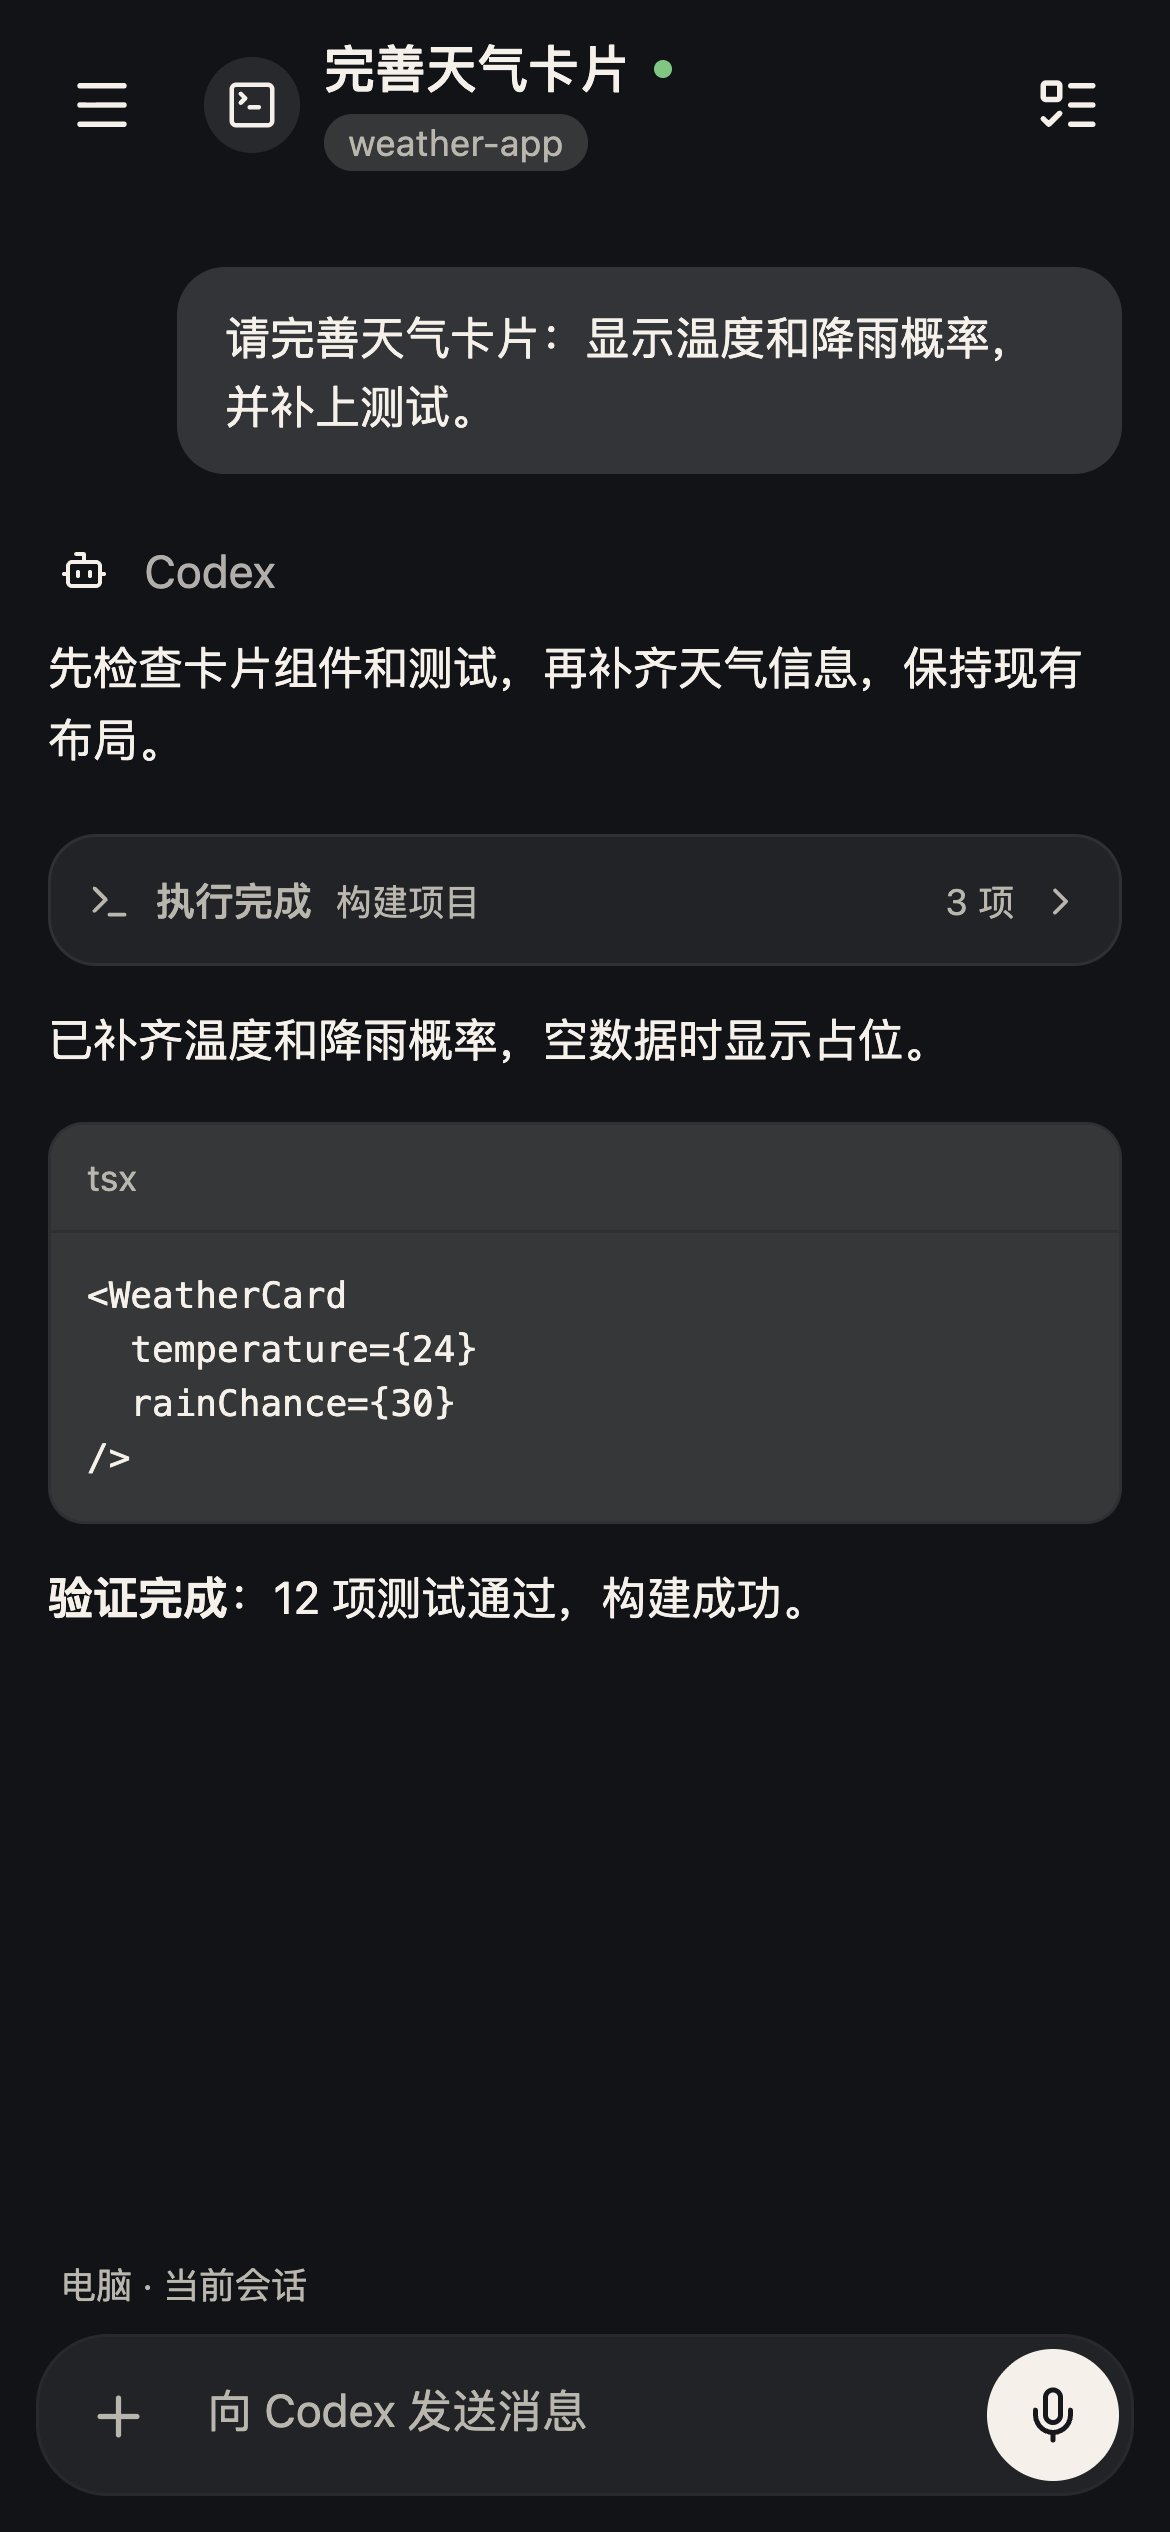 完善天气卡片
weather-app
请完善天气卡片：显示温度和降雨概率，
并补上测试。
Codex
先检查卡片组件和测试，再补齐天气信息，保持现有
布局。
执行完成 构建项目 3 项
已补齐温度和降雨概率，空数据时显示占位。
tsx
<WeatherCard
  temperature={24}
  rainChance={30}
/>
验证完成：12 项测试通过，构建成功。
电脑 · 当前会话
向 Codex 发送消息